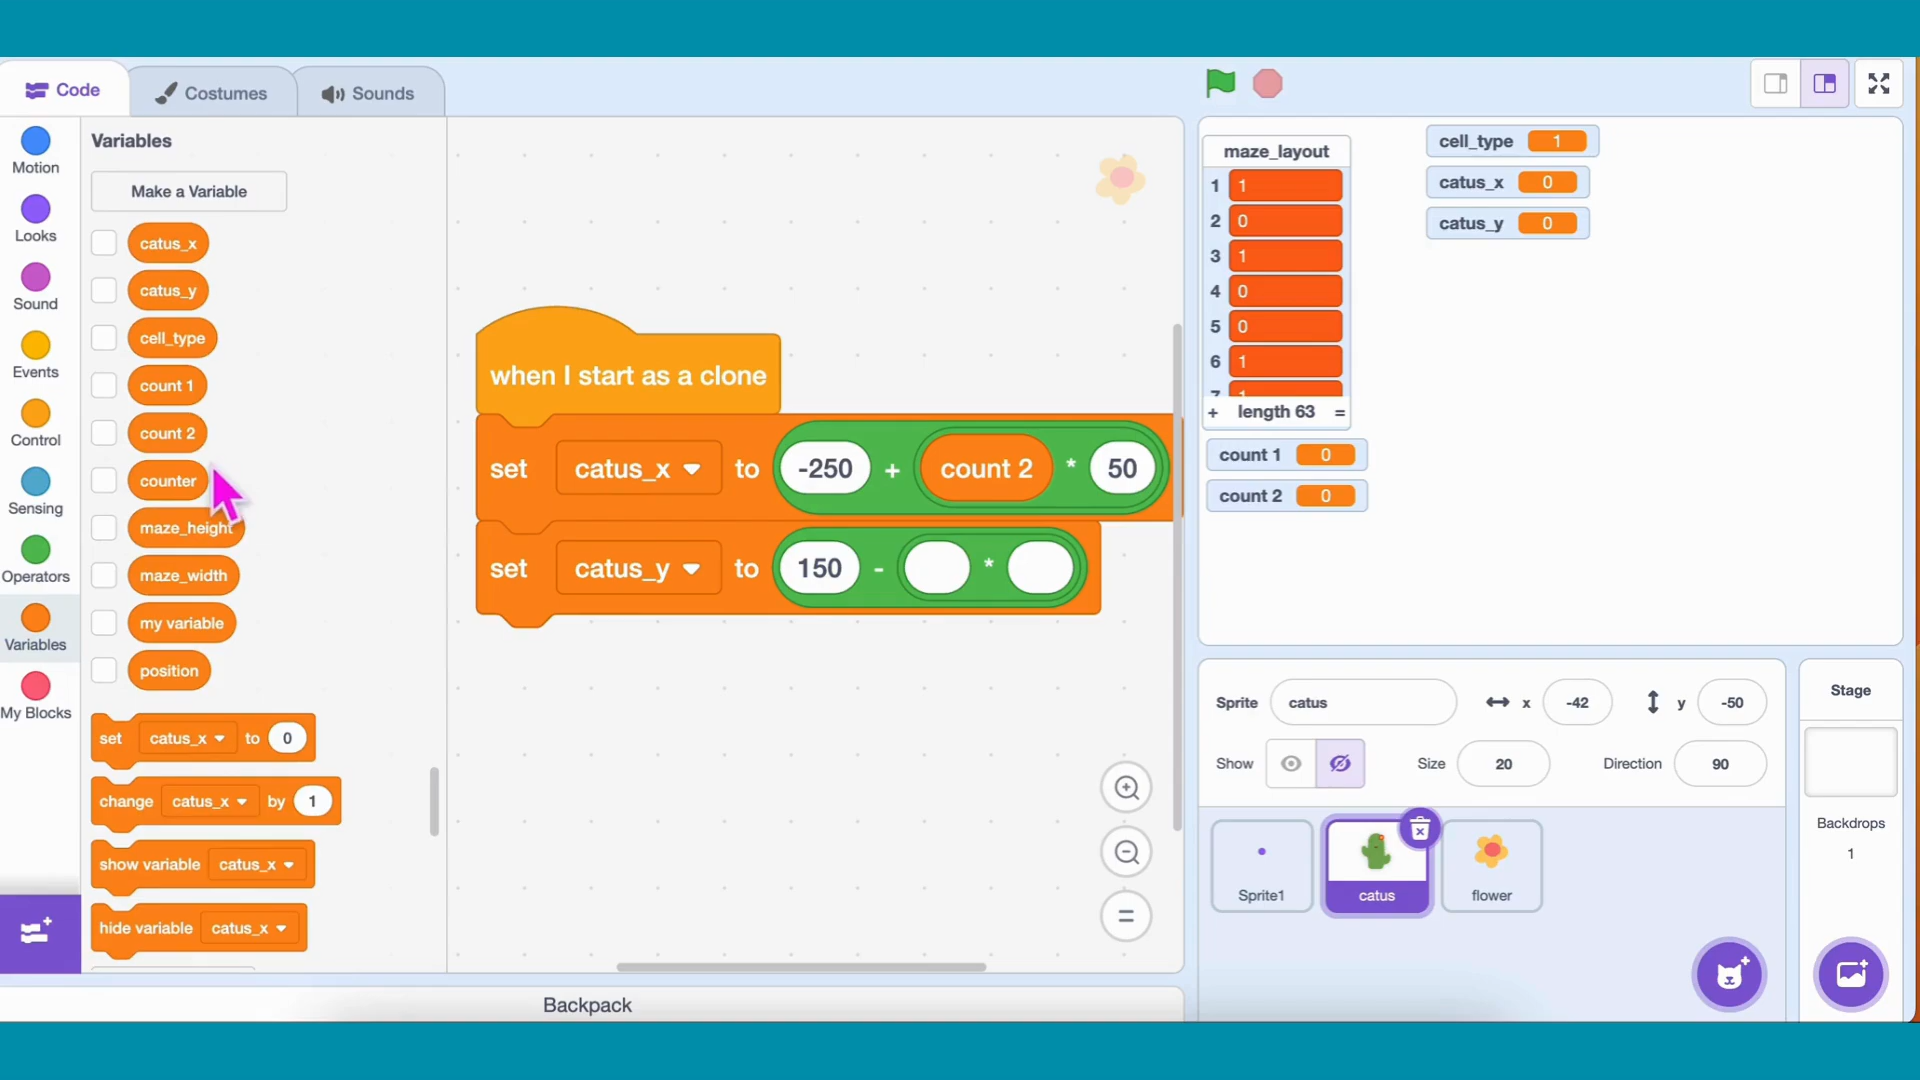 Code
Costumes
Sounds
Motion
Looks
Sound
Events
Control
Sensing
Operators
Variables
My Blocks
Variables
Make a Variable
catus_x
catus_y
cell_type
count 1
count 2
counter
maze_height
maze_width
my variable
position
set catus_x to 0
change catus_x by 1
show variable catus_x
hide variable catus_x
when I start as a clone
set catus_x to -250 + count 2 * 50
set catus_y to 150 - *
Backpack
maze_layout
1 1
2 0
3 1
4 0
5 0
6 1
7 1
+ length 63 =
count 1 0
count 2 0
cell_type 1
catus_x 0
catus_y 0
Sprite catus x -42 y -50
Show Size 20 Direction 90
Sprite1
catus
flower
Stage
Backdrops
1